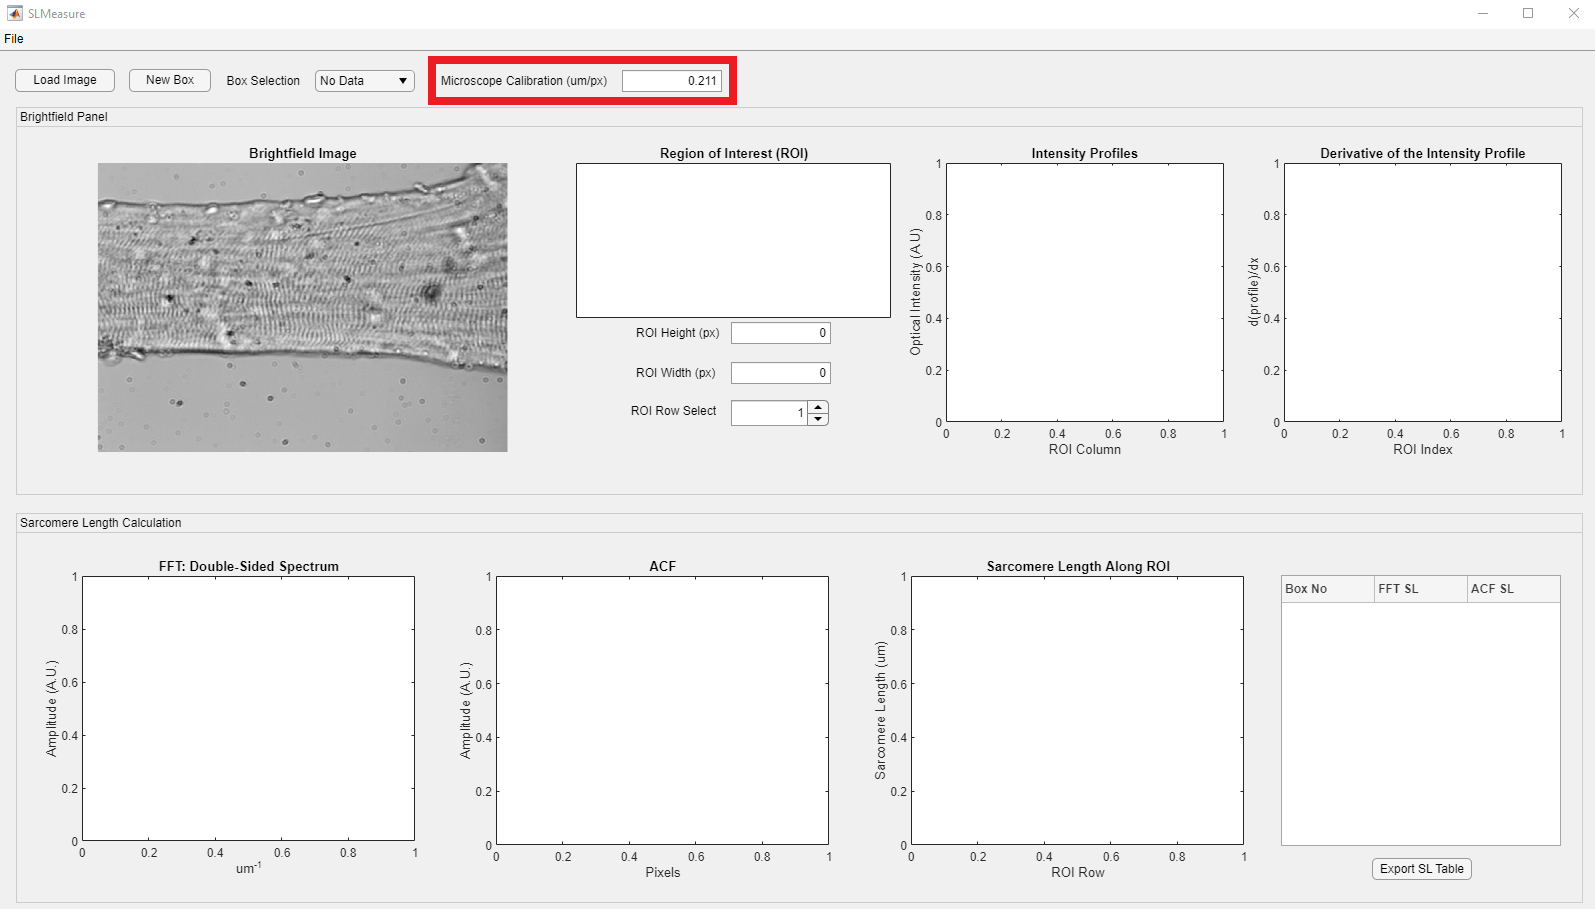 SLMeasure
File
Load Image
New Box
Box Selection
No Data
Microscope Calibration (um/px)
0.211
Brightfield Panel
Brightfield Image
Region of Interest (ROI)
ROI Height (px)
0
ROI Width (px)
0
ROI Row Select
1
Intensity Profiles
Optical Intensity (A.U)
1
0.8
0.6
0.4
0.2
0
0 0.2 0.4 0.6 0.8 1
ROI Column
Derivative of the Intensity Profile
d(profile)/dx
1
0.8
0.6
0.4
0.2
0
0 0.2 0.4 0.6 0.8 1
ROI Index
Sarcomere Length Calculation
FFT: Double-Sided Spectrum
Amplitude (A.U.)
1
0.8
0.6
0.4
0.2
0
0 0.2 0.4 0.6 0.8 1
um⁻¹
ACF
Amplitude (A.U.)
1
0.8
0.6
0.4
0.2
0
0 0.2 0.4 0.6 0.8 1
Pixels
Sarcomere Length Along ROI
Sarcomere Length (um)
1
0.8
0.6
0.4
0.2
0
0 0.2 0.4 0.6 0.8 1
ROI Row
Box No FFT SL ACF SL
Export SL Table